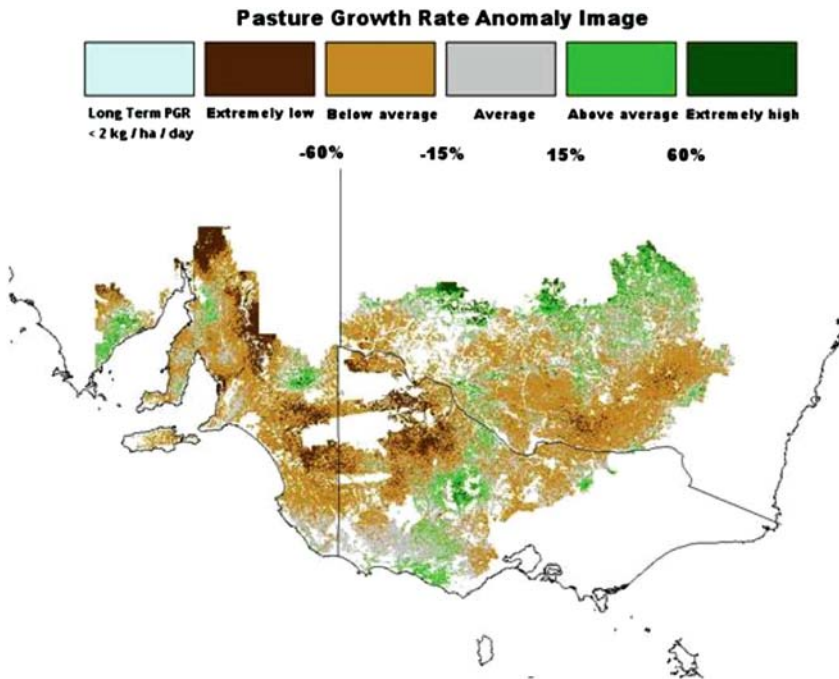 Pasture Growth Rate Anomaly Image
Long Term PGR Extremely low Below average Average Above average Extremely high
< 2 kg / ha / day
-60% -15% 15% 60%